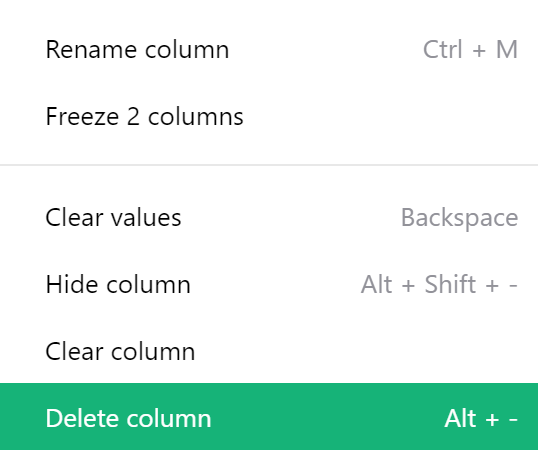 Rename column Ctrl + M
Freeze 2 columns
Clear values Backspace
Hide column Alt + Shift + -
Clear column
Delete column Alt + -